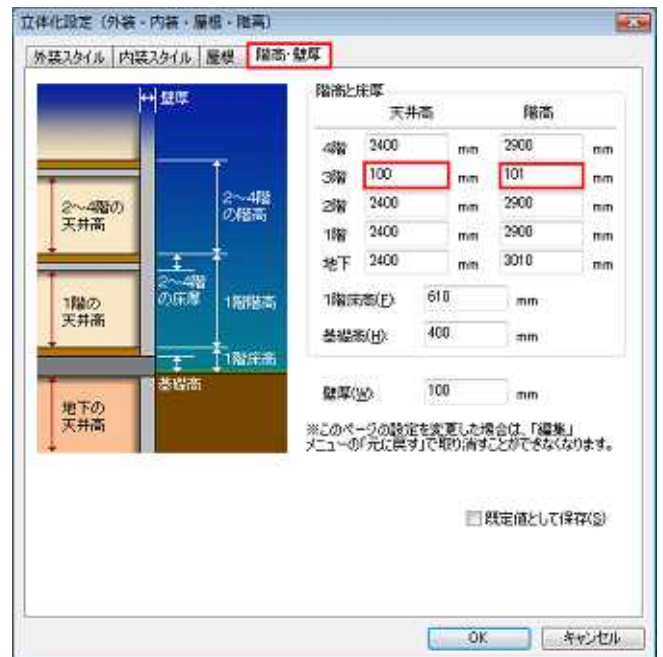 立体化設定（外装・内装・屋根・階高）
外装スタイル 内装スタイル 屋根 階高・壁厚
壁厚
2～4階の
天井高
2～4階
の階高
2～4階
の床厚
1階の
天井高
1階階高
1階床高
基礎高
地下の
天井高
階高と床厚
天井高 階高
4階 2400 mm 2900 mm
3階 100 mm 101 mm
2階 2400 mm 2900 mm
1階 2400 mm 2900 mm
地下 2400 mm 3010 mm
1階床高(F): 610 mm
基礎高(H): 400 mm
壁厚(W): 100 mm
※このページの設定を変更した場合は、「編集」
メニューの「元に戻す」で取り消すことができなくなります。
既定値として保存(S)
OK キャンセル